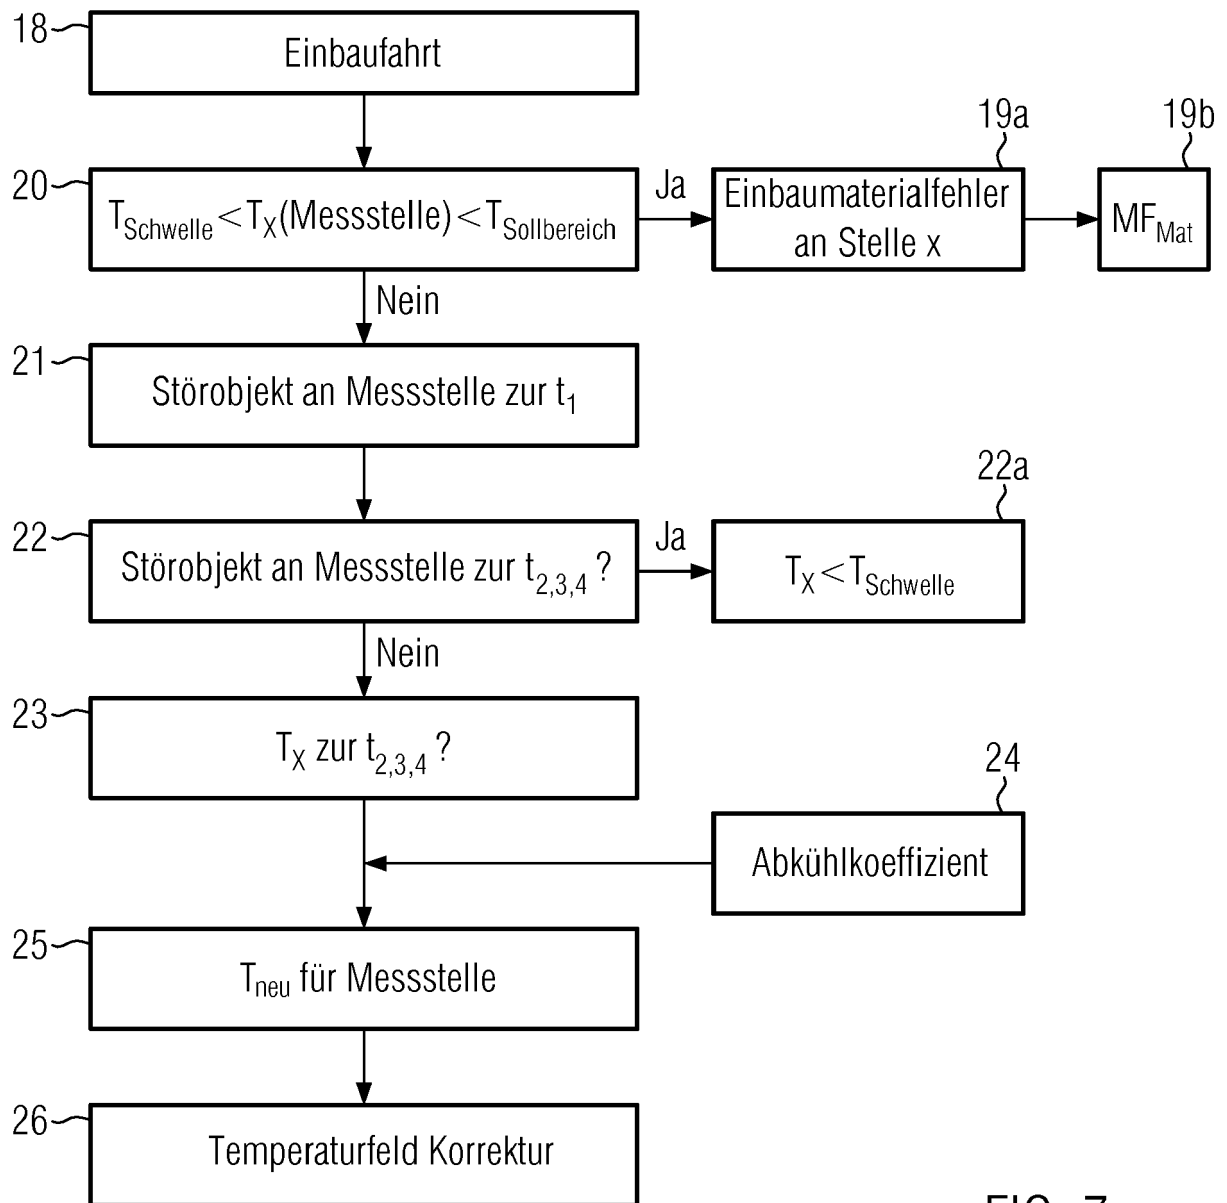 18
Einbaufahrt
19a
19b
20
T_Schwelle < T_X(Messstelle) < T_Sollbereich
Ja
Einbaumaterialfehler
an Stelle x
MF_Mat
Nein
21
Störobjekt an Messstelle zur t_1
22a
22
Störobjekt an Messstelle zur t_2,3,4 ?
Ja
T_X < T_Schwelle
Nein
23
T_X zur t_2,3,4 ?
24
Abkühlkoeffizient
25
T_neu für Messstelle
26
Temperaturfeld Korrektur